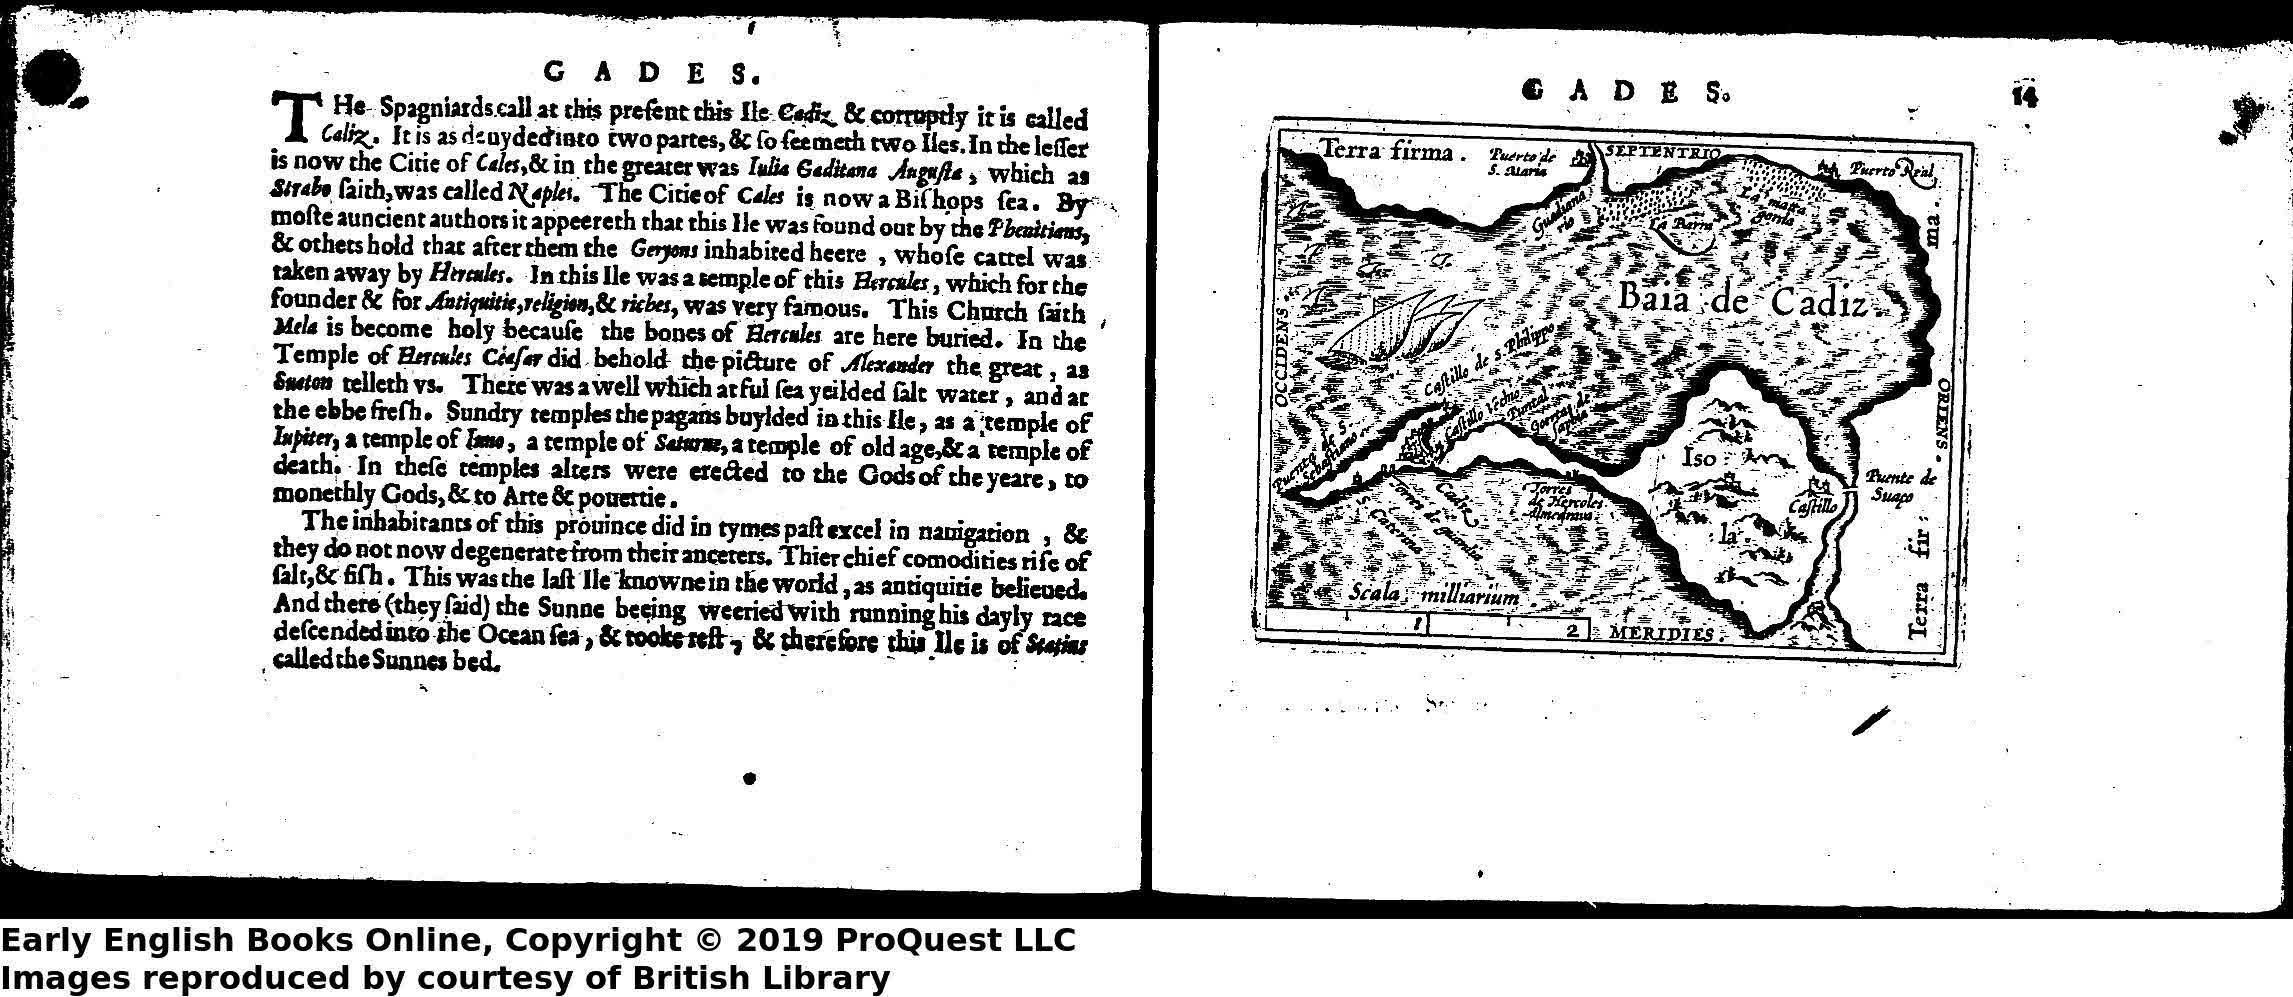 G A D E S.
THe Spagniards call at this preſent this Ile Cadiz, & corruptly it is called
Caliz. It is as deuyded into two partes, & ſo ſeemeth two Iles. In the leſſer
is now the Citie of Cales, & in the greater was Iulia Gaditana Auguſta, which as
Strabo ſaith, was called Naples. The Citie of Cales is now a Biſhops ſea. By
moſte auncient authors it appeereth that this Ile was found out by the Phenitians,
& others hold that after them the Geryons inhabited heere, whoſe cattel was
taken away by Hercules. In this Ile was a temple of this Hercules, which for the
founder & for Antiquitie, religion, & riches, was very famous. This Church ſaith
Mela is become holy becauſe the bones of Hercules are here buried. In the
Temple of Hercules Ceaſar did behold the picture of Alexander the great, as
Sueton telleth vs. There was a well which at ful ſea yeilded ſalt water, and at
the ebbe freſh. Sundry temples the pagans buylded in this Ile, as a temple of
Iupiter, a temple of Iuno, a temple of Saturne, a temple of old age, & a temple of
death. In theſe temples alters were erected to the Gods of the yeare, to
monethly Gods, & to Arte & pouertie.
The inhabitants of this prouince did in tymes paſt excel in nauigation, &
they do not now degenerate from their anceters. Thier chief comodities riſe of
ſalt, & fiſh. This was the laſt Ile knowne in the world, as antiquitie beleued.
And there (they ſaid) the Sunne beeing weeried with running his dayly race
deſcended into the Ocean ſea, & tooke reſt, & therefore this Ile is of Statius
called the Sunnes bed.
G A D E S.
14
Terra firma.
Puerto de
S. Maria
SEPTENTRIO
Puerto Real
Guadiana
rio
La Barra
La matta
gorda
Terra fir: ma.
OCCIDENS.
Baia de Cadiz.
Caſtillo de S. Philippo
Caſtillo vecho
Puntal
Puento de S.
Sebaſtiano
ORIENS.
Iso
la
Puente de
Suaço
Caſtillo
Cadiz
Torres de guardia
S. Caterina
Torres
de Hercoles
Scala milliarium
1
2
MERIDIES.
Early English Books Online, Copyright © 2019 ProQuest LLC
Images reproduced by courtesy of British Library